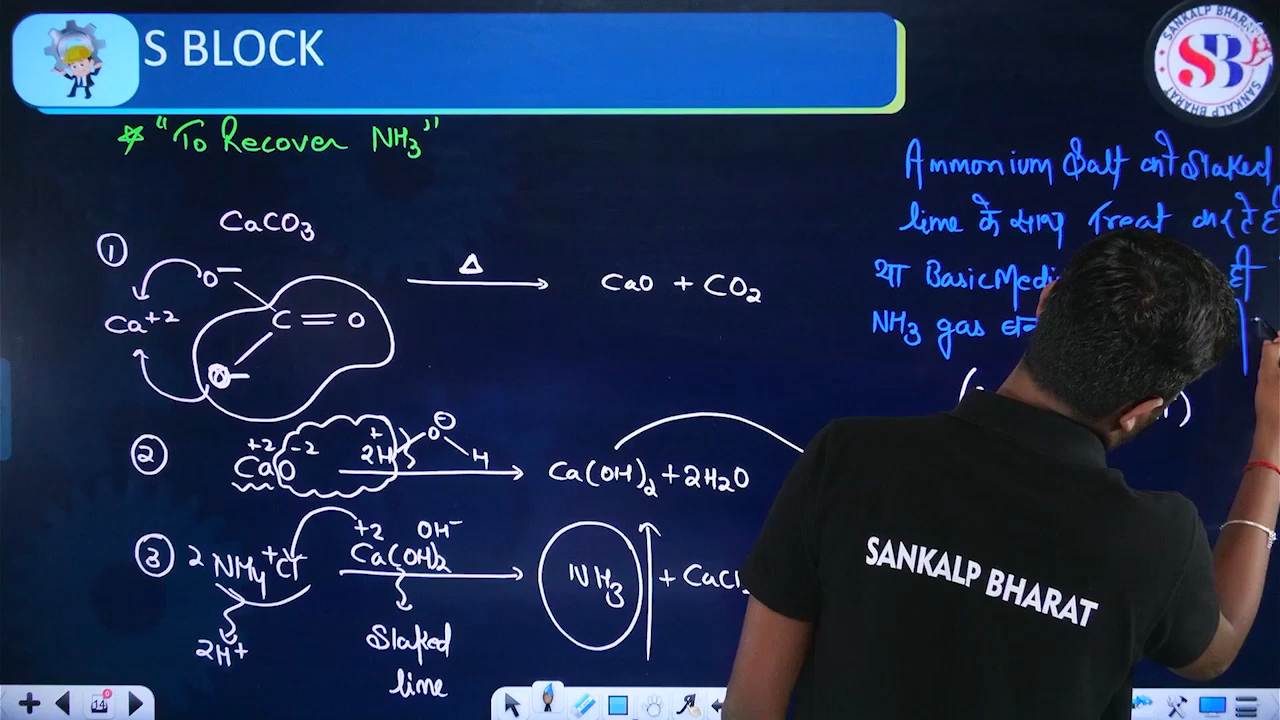 S BLOCK
SANKALP BHARAT
SB
SANKALP BHARAT
"To Recover NH3"
Ammonium Salt को Slaked
lime के साथ Treat करते है
या Basic Medi
NH3 gas
CaCO3
①
O−
Ca+2
C = O
O−
Δ
CaO + CO2
②
+2 −2
CaO
+
2H
O⊖
H
Ca(OH)2 + 2H2O
③
2 NH4+Cl−
2H+
+2 OH−
Ca(OH)2
Slaked
lime
NH3 + CaCl2
SANKALP BHARAT
14